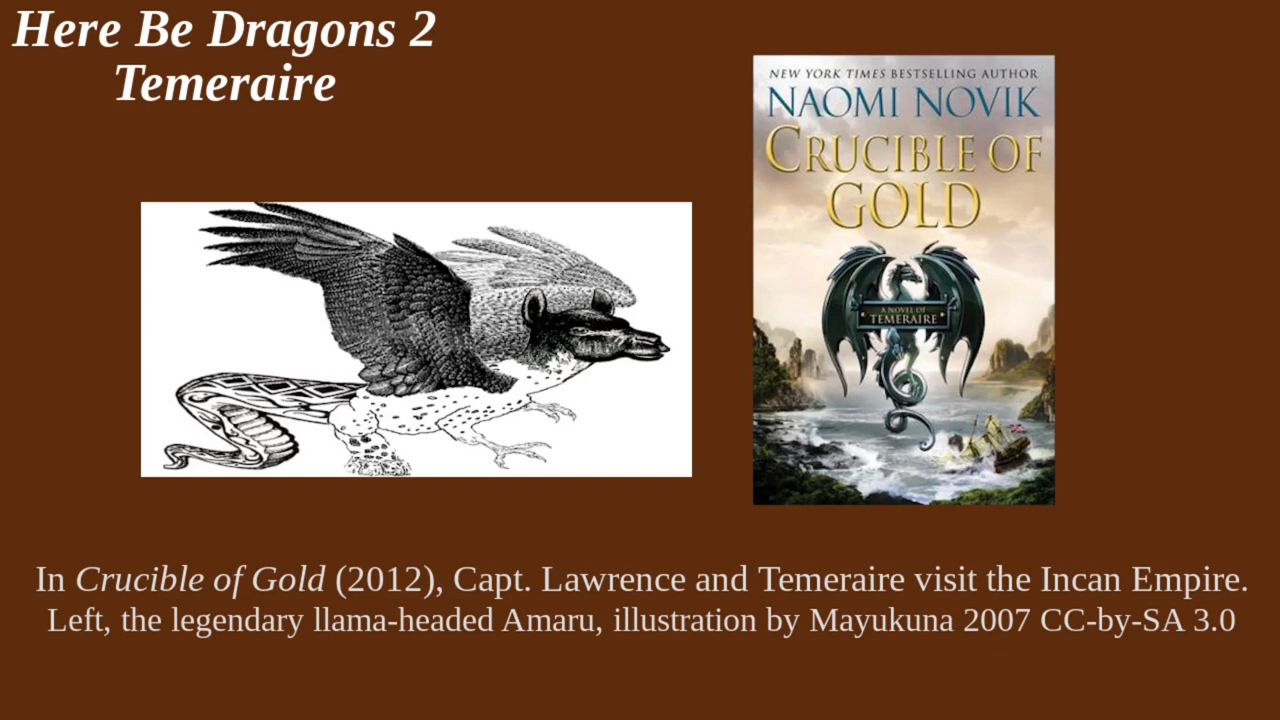 Here Be Dragons 2
Temeraire
NEW YORK TIMES BESTSELLING AUTHOR
NAOMI NOVIK
CRUCIBLE OF
GOLD
A NOVEL OF
TEMERAIRE
In Crucible of Gold (2012), Capt. Lawrence and Temeraire visit the Incan Empire.
Left, the legendary llama-headed Amaru, illustration by Mayukuna 2007 CC-by-SA 3.0